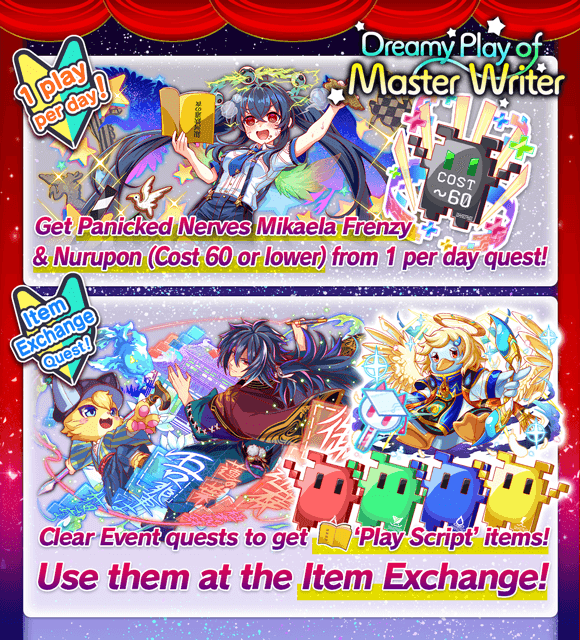 Dreamy Play of
Master Writer
1 play
per day!
COST
~60
Get Panicked Nerves Mikaela Frenzy
& Nurupon (Cost 60 or lower) from 1 per day quest!
Item
Exchange
Quest!
Clear Event quests to get 'Play Script' items!
Use them at the Item Exchange!